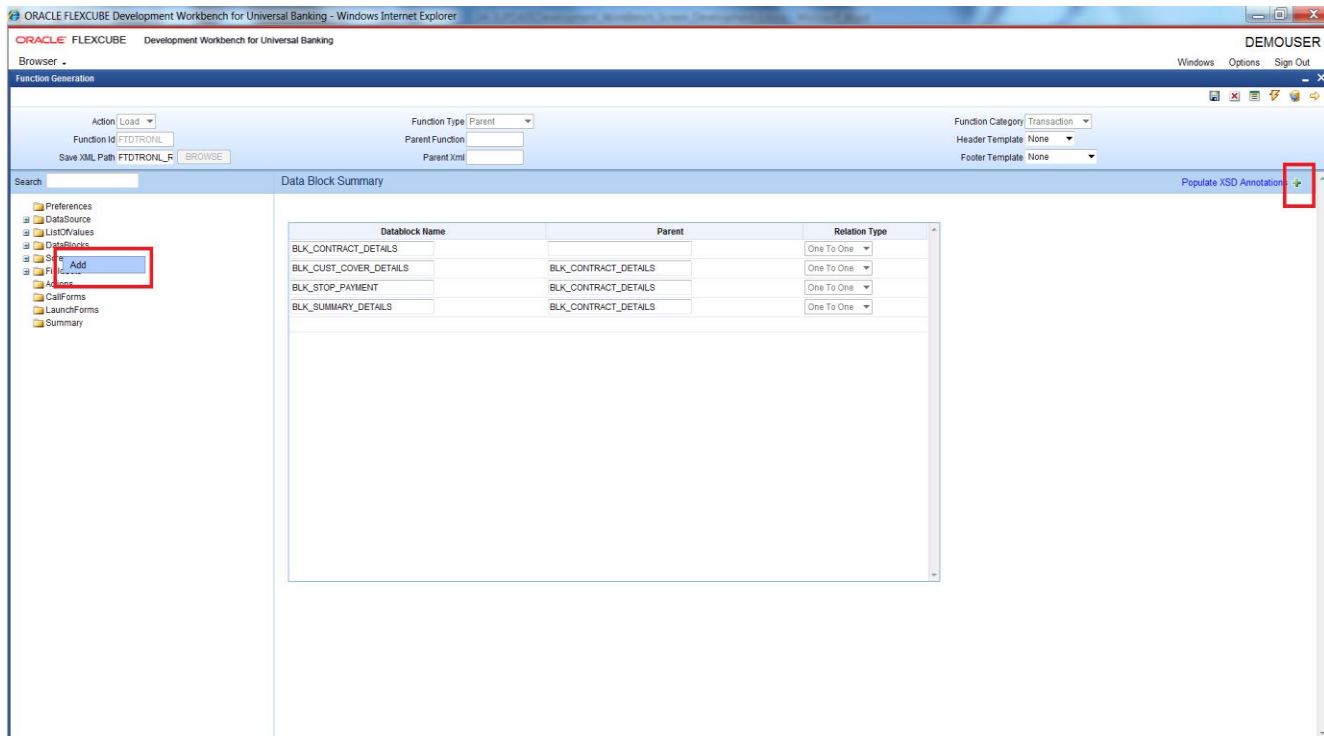 ORACLE FLEXCUBE Development Workbench for Universal Banking - Windows Internet Explorer
ORACLE FLEXCUBE Development Workbench for Universal Banking
DEMOUSER
Browser
Windows Options Sign Out
Function Generation
Action Load
Function Type Parent
Function Category Transaction
Function Id FTDTRONL
Parent Function
Header Template None
Save XML Path FTDTRONL_R BROWSE
Parent Xml
Footer Template None
Search
Data Block Summary
Populate XSD Annotations
Preferences
DataSource
ListOfValues
DataBlocks
Scre
Add
Actions
CallForms
LaunchForms
Summary
Datablock Name Parent Relation Type
BLK_CONTRACT_DETAILS One To One
BLK_CUST_COVER_DETAILS BLK_CONTRACT_DETAILS One To One
BLK_STOP_PAYMENT BLK_CONTRACT_DETAILS One To One
BLK_SUMMARY_DETAILS BLK_CONTRACT_DETAILS One To One